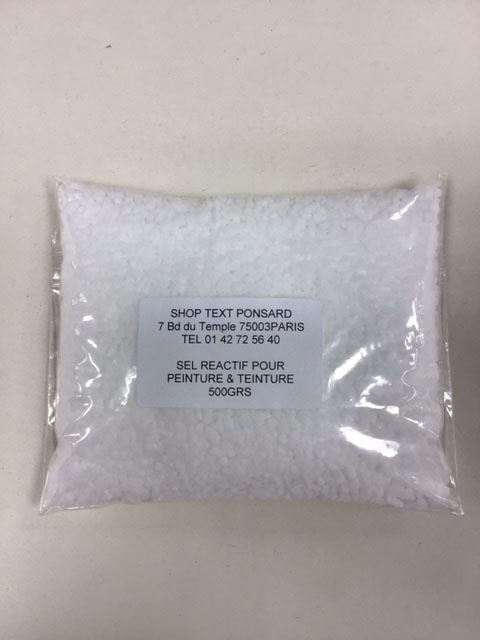 SHOP TEXT PONSARD
7 Bd du Temple 75003PARIS
TEL 01 42 72 56 40
SEL REACTIF POUR
PEINTURE & TEINTURE
500GRS